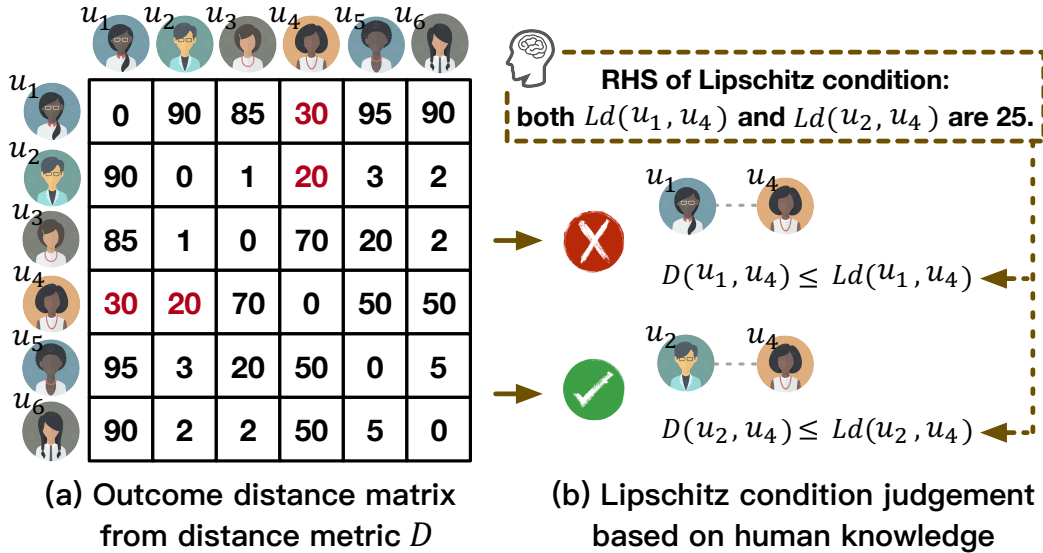 u₁ u₂ u₃ u₄ u₅ u₆
u₁ 0 90 85 30 95 90
u₂ 90 0 1 20 3 2
u₃ 85 1 0 70 20 2
u₄ 30 20 70 0 50 50
u₅ 95 3 20 50 0 5
u₆ 90 2 2 50 5 0
(a) Outcome distance matrix
from distance metric D
RHS of Lipschitz condition:
both Ld(u₁, u₄) and Ld(u₂, u₄) are 25.
u₁ u₄
D(u₁, u₄) ≤ Ld(u₁, u₄)
u₂ u₄
D(u₂, u₄) ≤ Ld(u₂, u₄)
(b) Lipschitz condition judgement
based on human knowledge